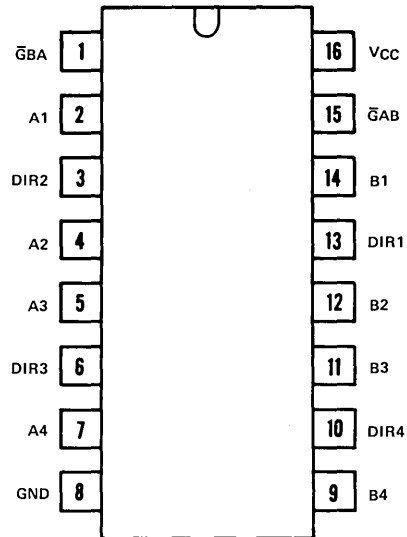 ḠBA 1 16 VCC
A1 2 15 ḠAB
DIR2 3 14 B1
A2 4 13 DIR1
A3 5 12 B2
DIR3 6 11 B3
A4 7 10 DIR4
GND 8 9 B4